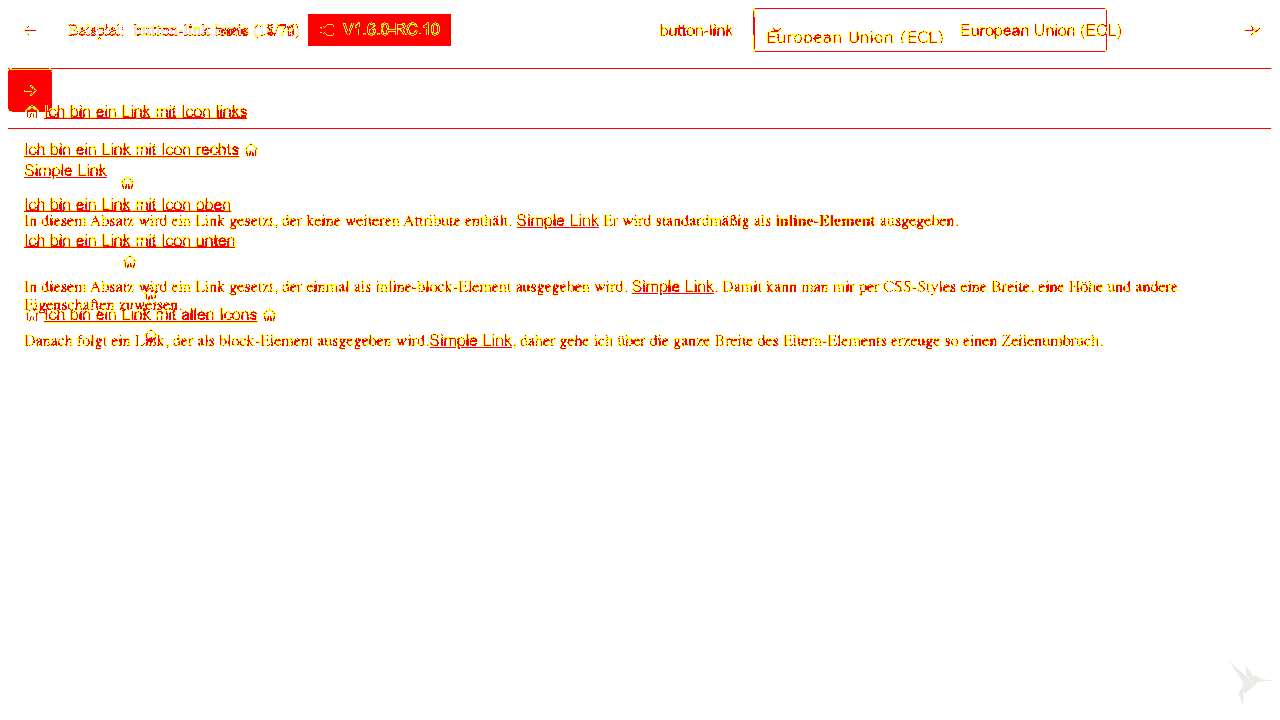 Beispiel: button-link basis
V1.6.0-RC.10
button-link
European Union (ECL)
European Union (ECL)
Ich bin ein Link mit Icon links
Ich bin ein Link mit Icon rechts
Simple Link
Ich bin ein Link mit Icon oben
In diesem Absatz wird ein Link gesetzt, der keine weiteren Attribute enthält. Simple Link Er wird standardmäßig als inline-Element ausgegeben.
Ich bin ein Link mit Icon unten
In diesem Absatz wird ein Link gesetzt, der einmal als inline-block-Element ausgegeben wird. Simple Link. Damit kann man mir per CSS-Styles eine Breite, eine Höhe und andere
Eigenschaften zuweisen.
Ich bin ein Link mit allen Icons
Danach folgt ein Link, der als block-Element ausgegeben wird.Simple Link, daher gehe ich über die ganze Breite des Eltern-Elements erzeuge so einen Zeilenumbruch.